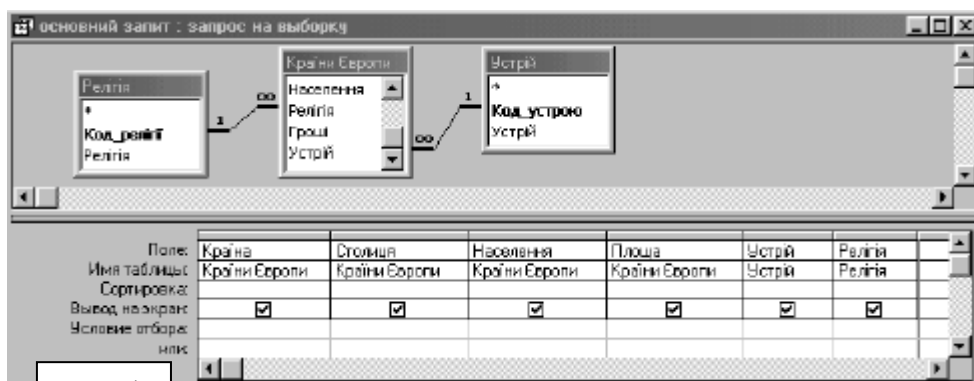 основний запит : запрос на выборку
Релігія
*
Код_релігії
Релігія
1
∞
Країни Європи
Населення
Релігія
Гроші
Устрій
∞
1
Устрій
*
Код_устрою
Устрій
Поле: Країна Столиця Населення Площа Устрій Релігія
Имя таблицы: Країни Європи Країни Європи Країни Європи Країни Європи Устрій Релігія
Сортировка:
Вывод на экран:
Условие отбора:
или: